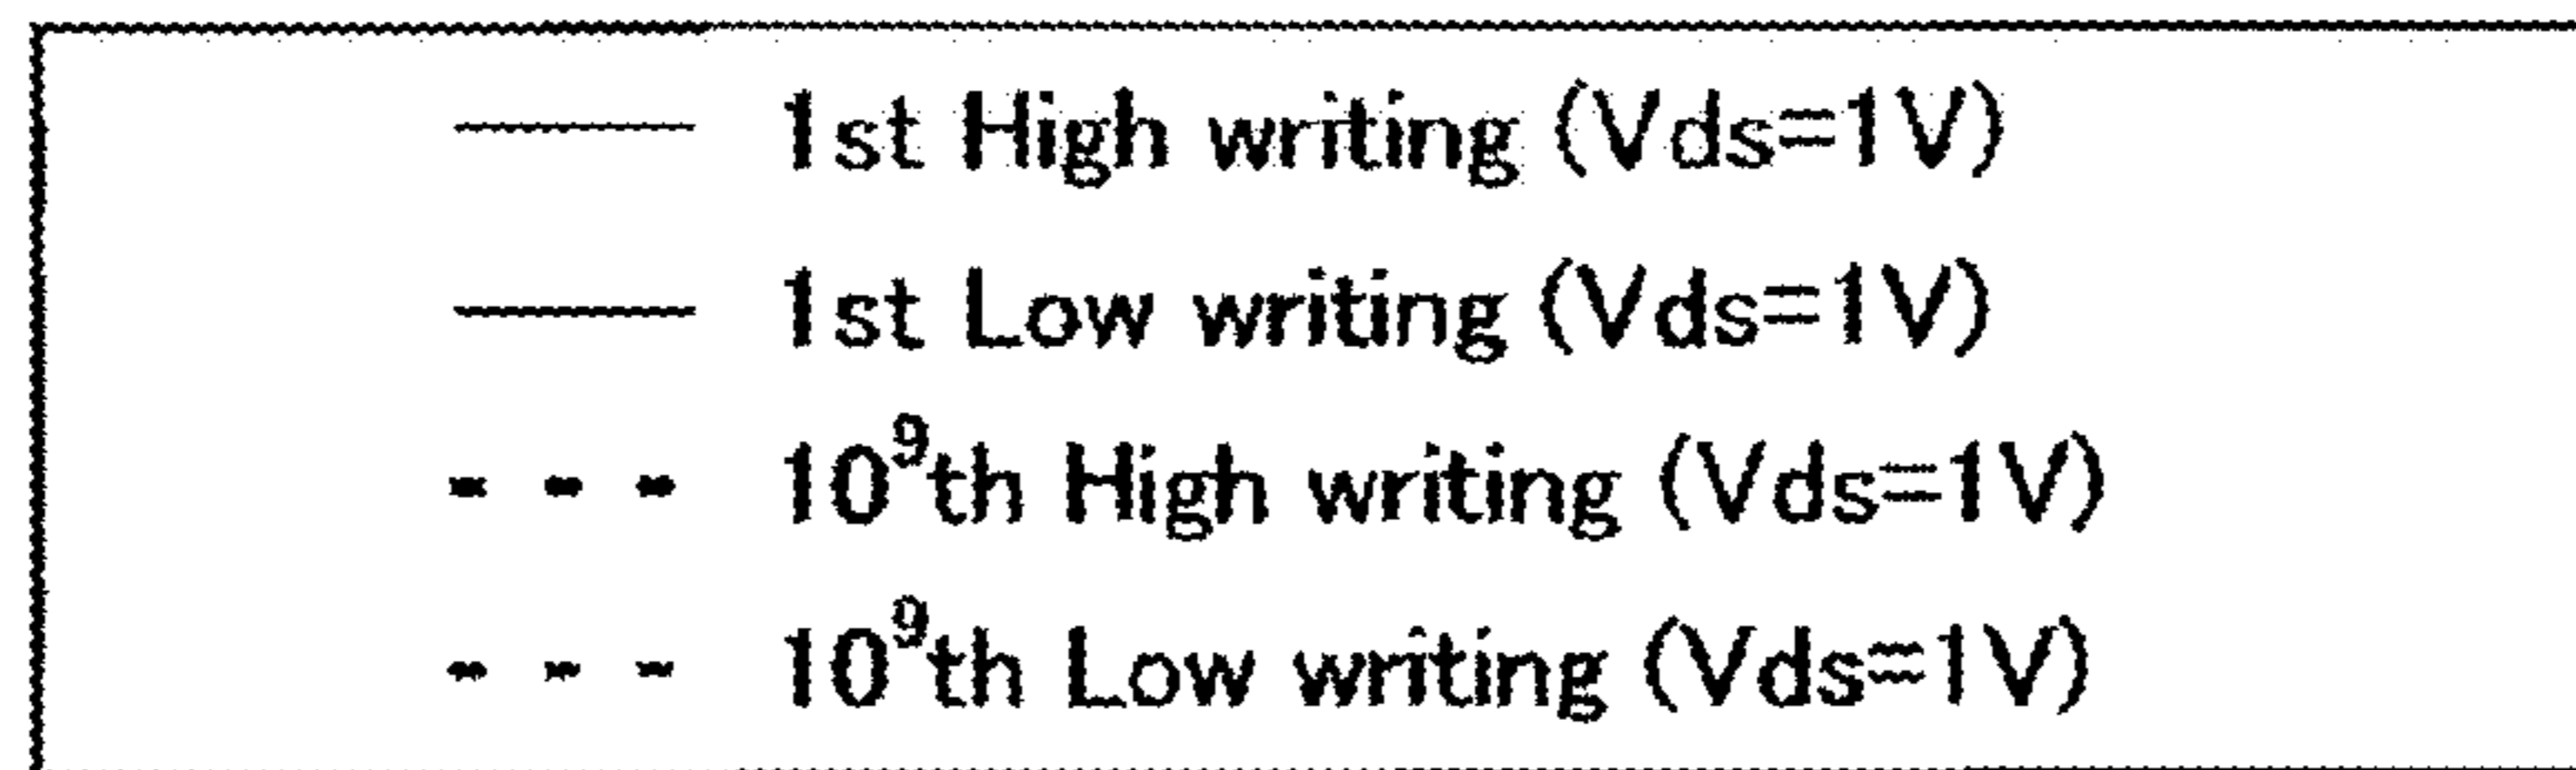 1st High writing (Vds=1V)
1st Low writing (Vds=1V)
10⁹th High writing (Vds=1V)
10⁹th Low writing (Vds=1V)